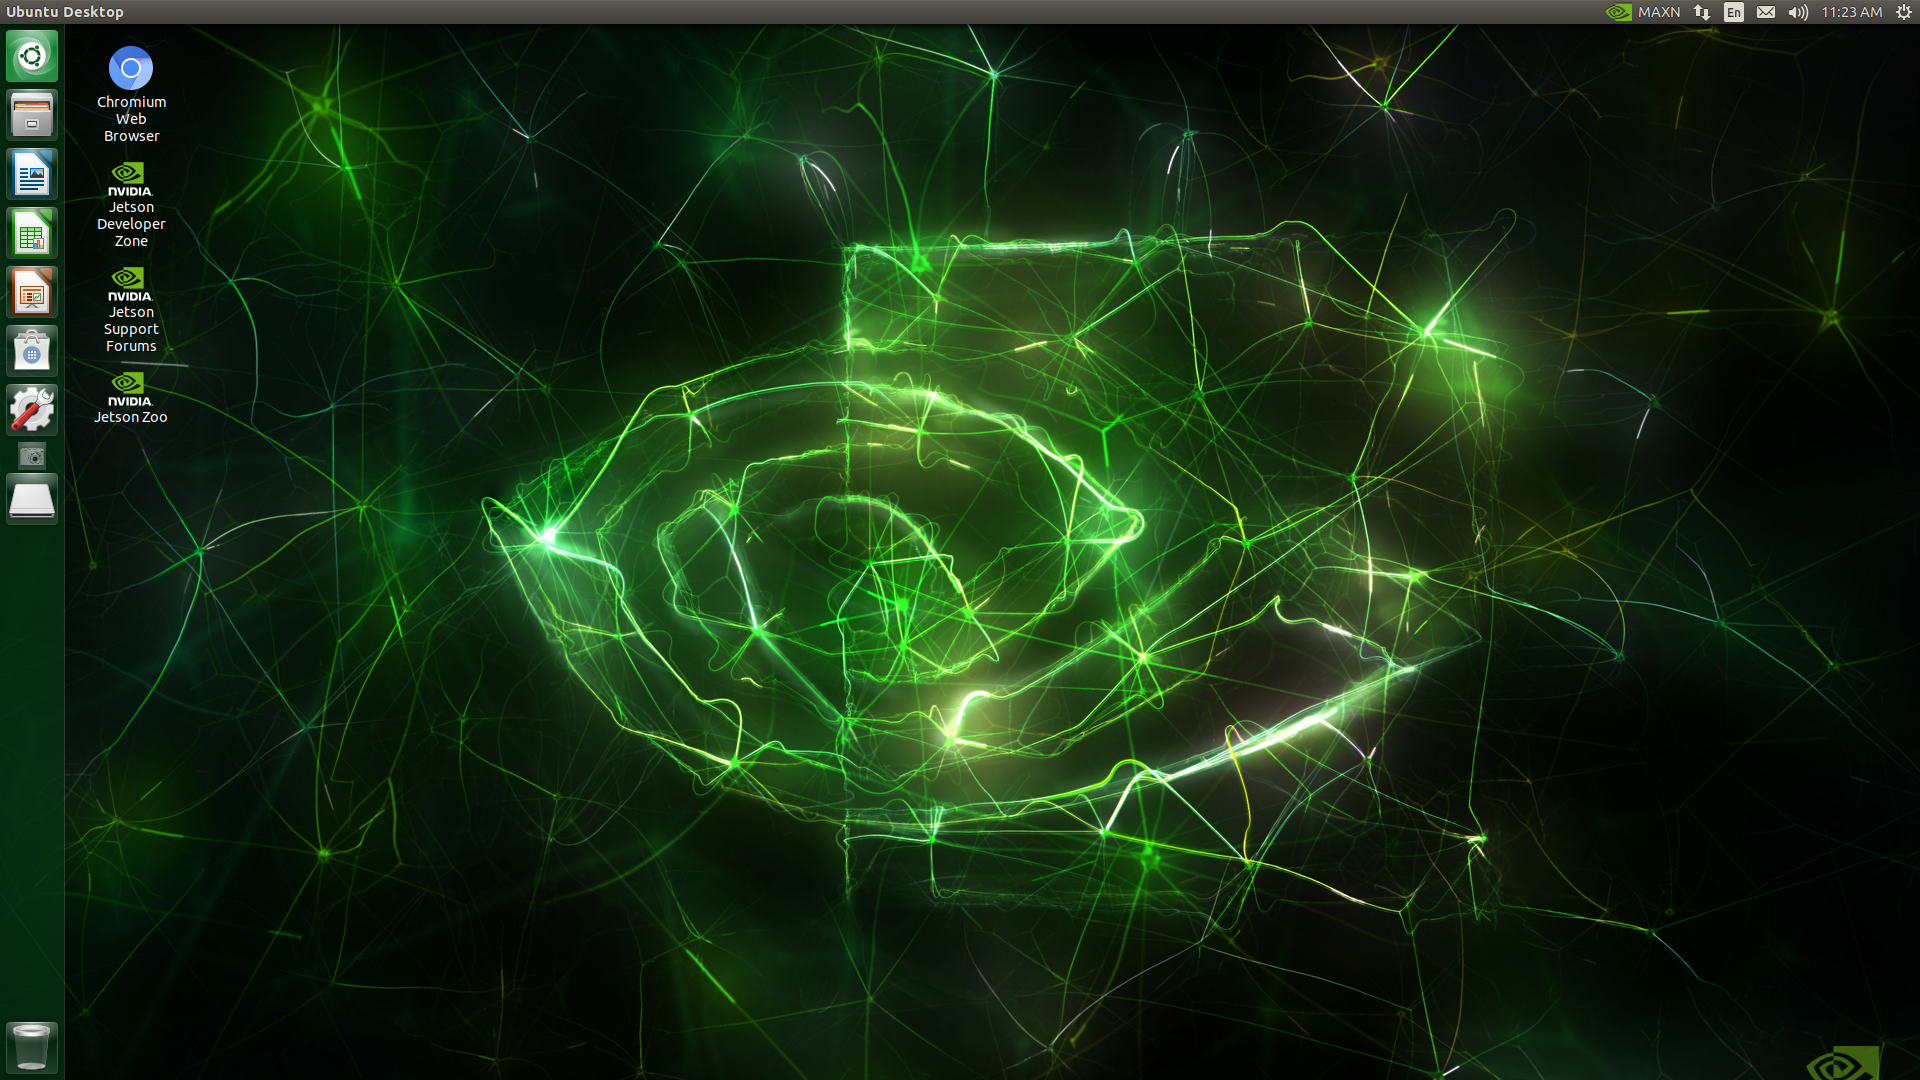 Ubuntu Desktop
MAXN
En
11:23 AM
Chromium
Web
Browser
NVIDIA.
Jetson
Developer
Zone
NVIDIA.
Jetson
Support
Forums
NVIDIA.
Jetson Zoo